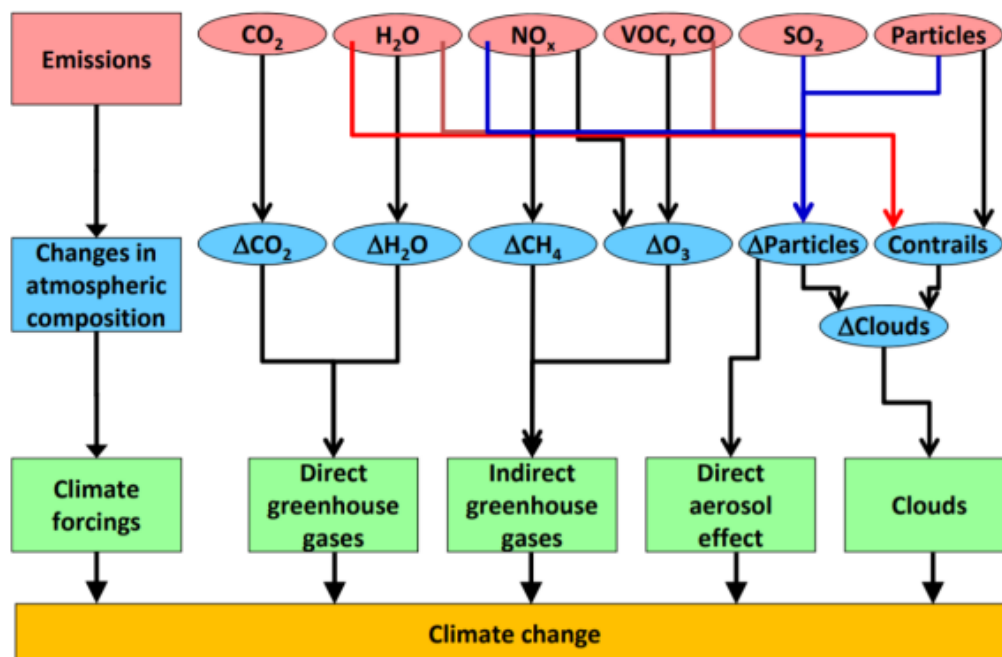 Emissions
CO₂
H₂O
NOₓ
VOC, CO
SO₂
Particles
Changes in
atmospheric
composition
ΔCO₂
ΔH₂O
ΔCH₄
ΔO₃
ΔParticles
Contrails
ΔClouds
Climate
forcings
Direct
greenhouse
gases
Indirect
greenhouse
gases
Direct
aerosol
effect
Clouds
Climate change